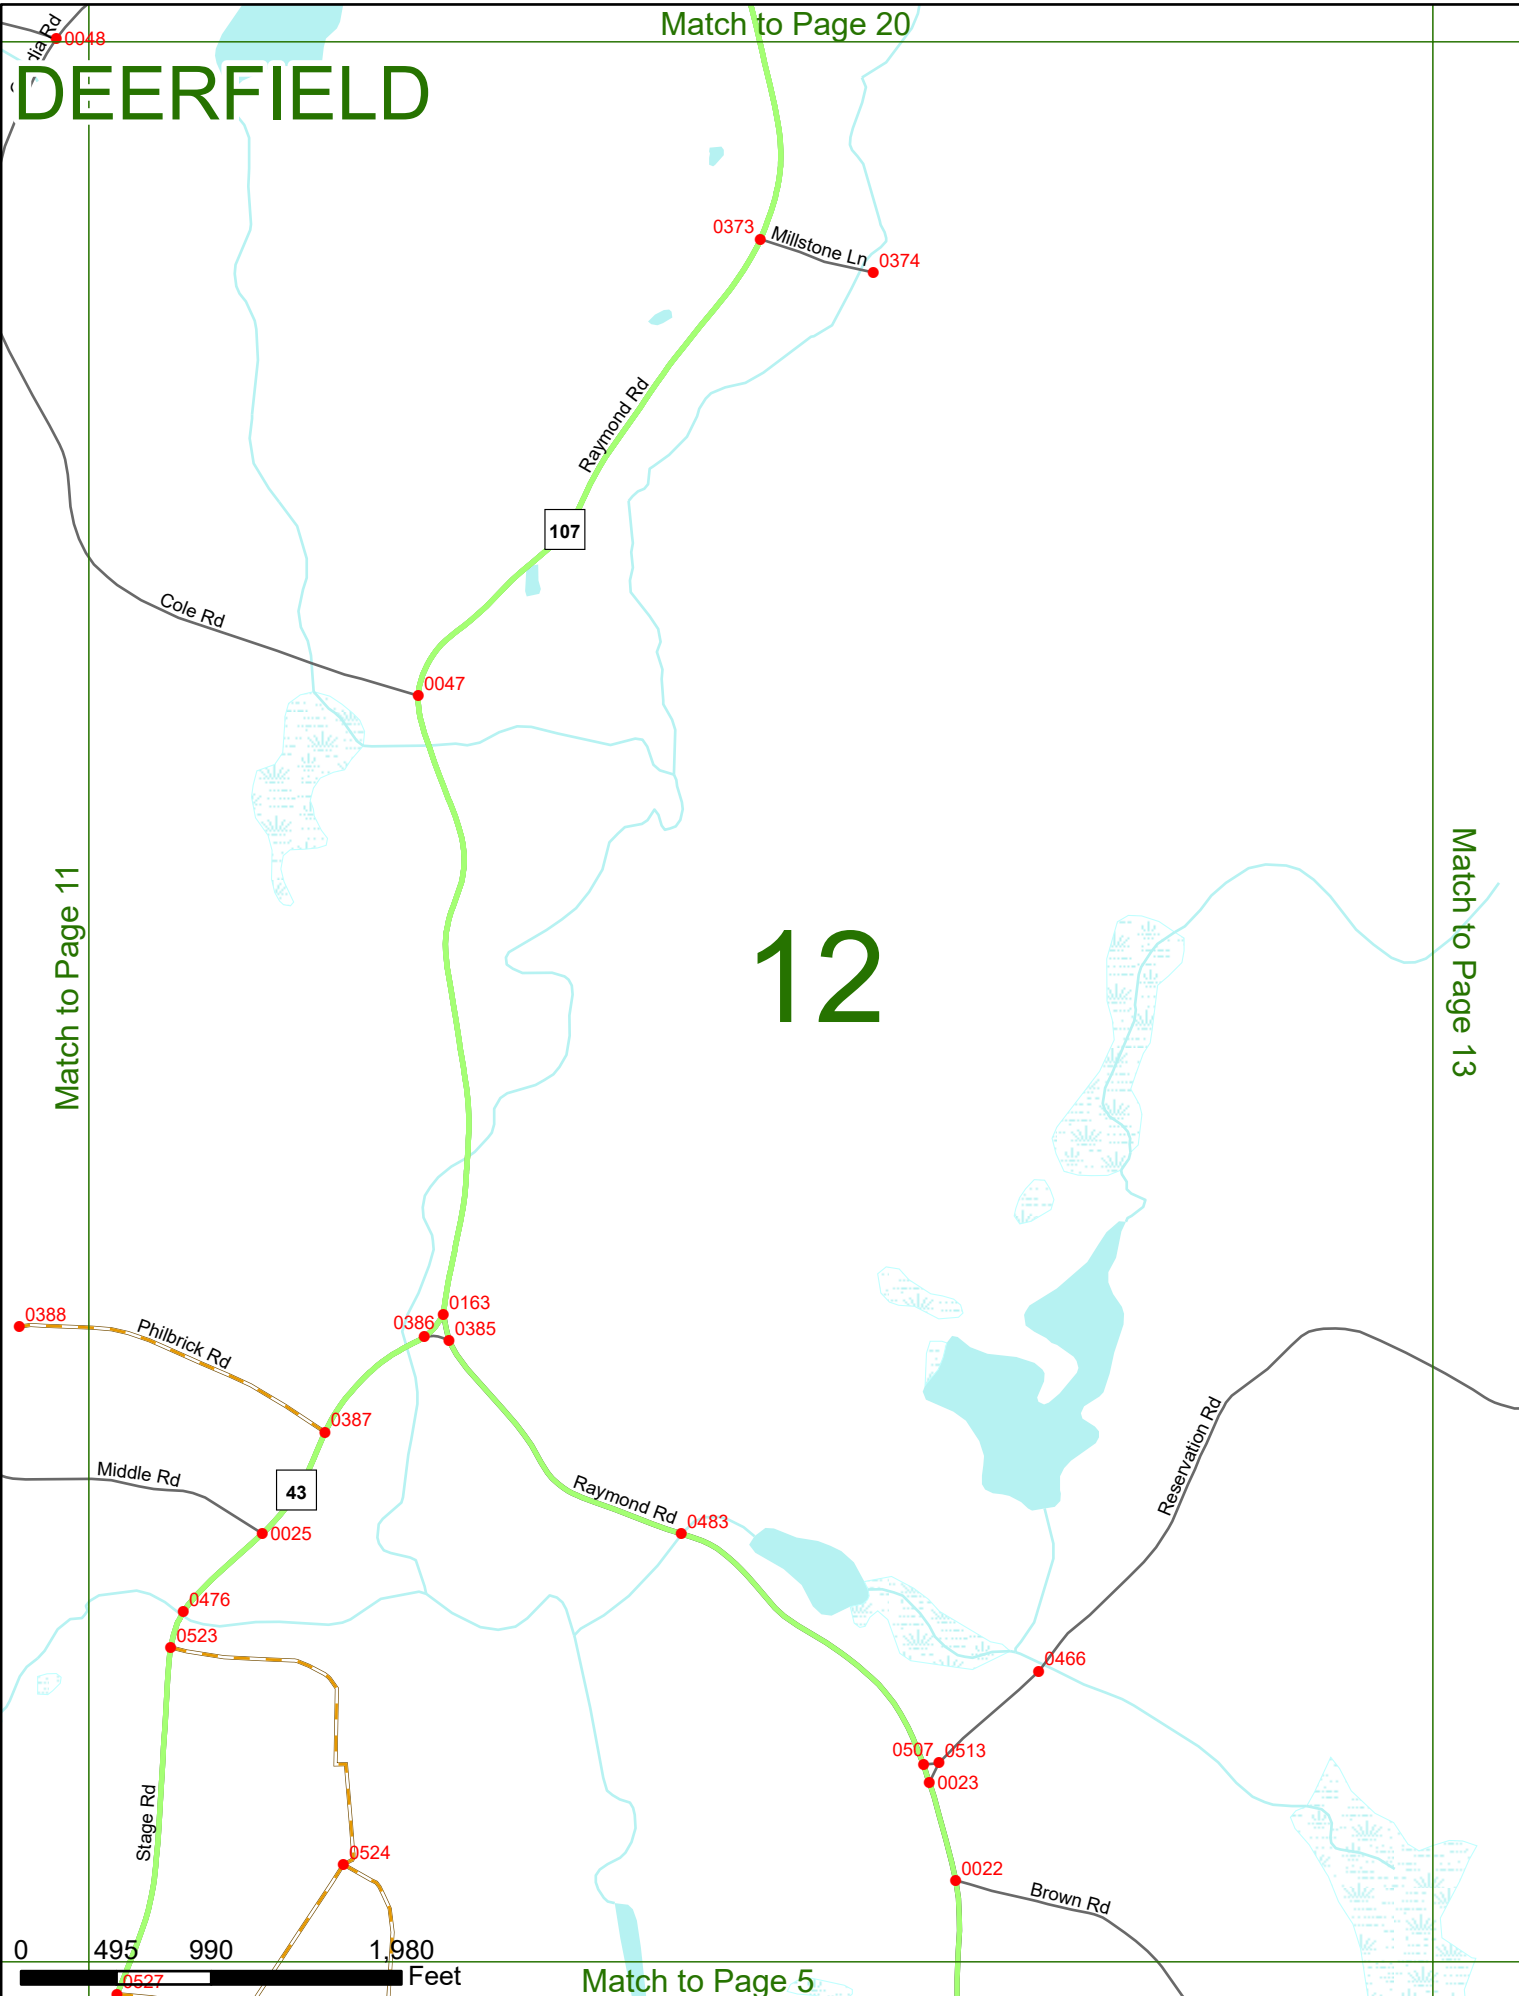 Match to Page 20
0048
DEERFIELD
0373
Millstone Ln
0374
Raymond Rd
107
Cole Rd
0047
Match to Page 11
12
Match to Page 13
0388
Philbrick Rd
0163
0386
0385
0387
Middle Rd
43
0025
Raymond Rd
0483
Reservation Rd
0476
0523
0466
0507
0513
0023
Stage Rd
0524
0022
Brown Rd
0 495 990 1,980
Feet
0527
Match to Page 5